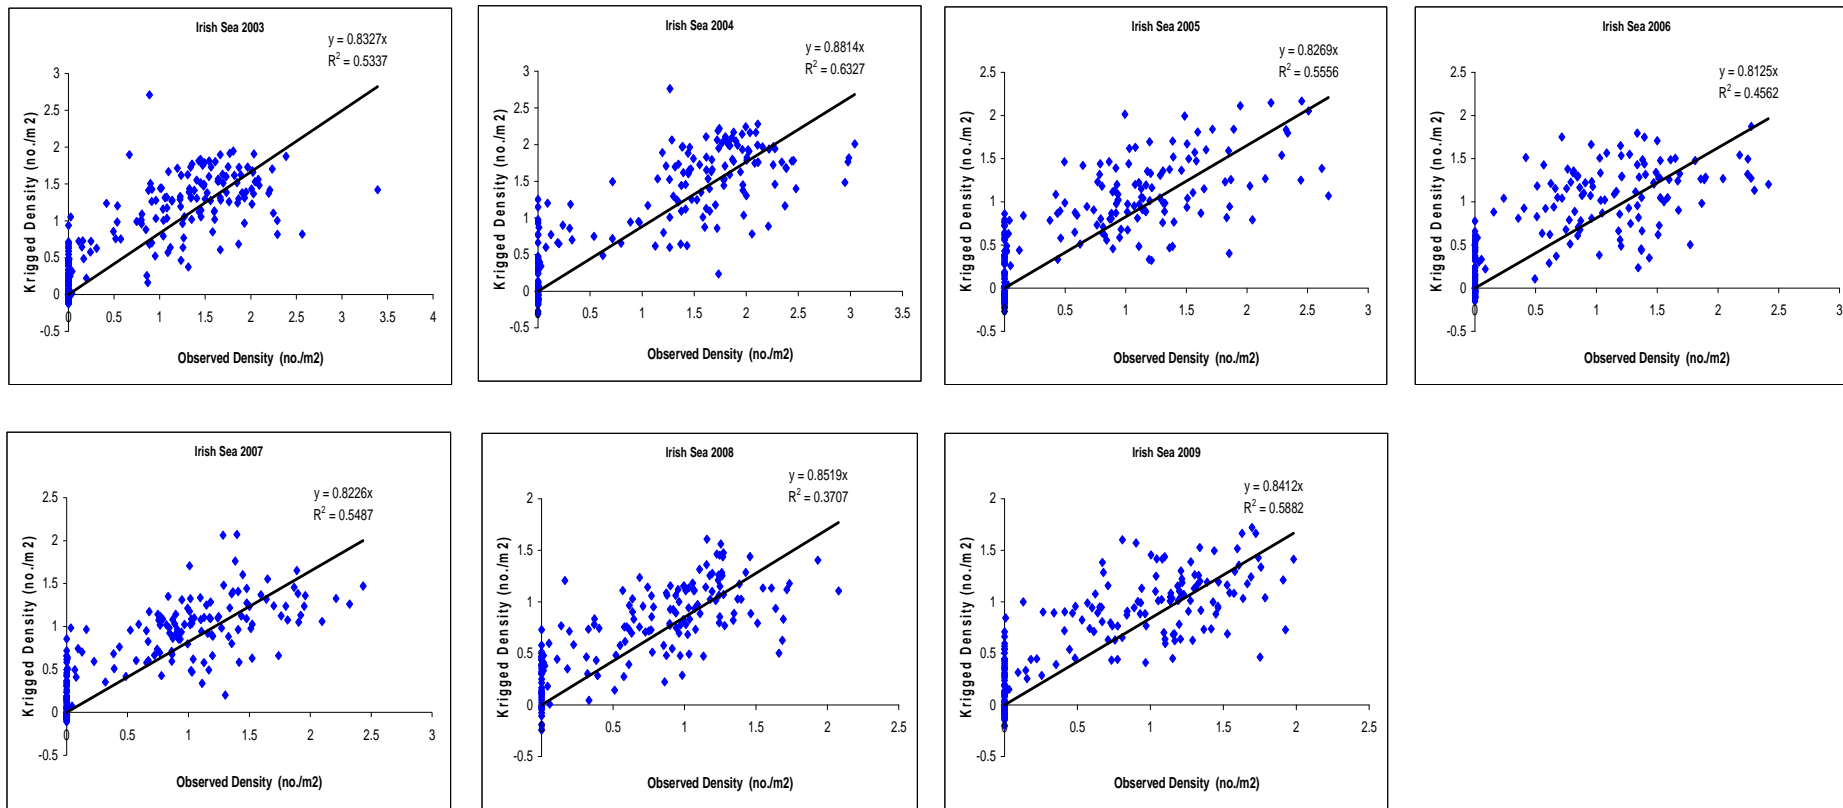 Irish Sea 2003
y = 0.8327x
R² = 0.5337
3
2.5
2
1.5
1
0.5
0
-0.5
0
0.5
1
1.5
2
2.5
3
3.5
4
Krigged Density (no./m2)
Observed Density (no./m2)
Irish Sea 2004
y = 0.8814x
R² = 0.6327
3
2.5
2
1.5
1
0.5
0
-0.5
0
0.5
1
1.5
2
2.5
3
3.5
Krigged Density (no./m2)
Observed Density (no./m2)
Irish Sea 2005
y = 0.8269x
R² = 0.5556
2.5
2
1.5
1
0.5
0
-0.5
0
0.5
1
1.5
2
2.5
3
Krigged Density (no./m2)
Observed Density (no./m2)
Irish Sea 2006
y = 0.8125x
R² = 0.4562
2.5
2
1.5
1
0.5
0
-0.5
0
0.5
1
1.5
2
2.5
3
Krigged Density (no./m2)
Observed Density (no./m2)
Irish Sea 2007
y = 0.8226x
R² = 0.5487
2.5
2
1.5
1
0.5
0
-0.5
0
0.5
1
1.5
2
2.5
3
Krigged Density (no./m2)
Observed Density (no./m2)
Irish Sea 2008
y = 0.8519x
R² = 0.3707
2
1.5
1
0.5
0
-0.5
0
0.5
1
1.5
2
2.5
Krigged Density (no./m2)
Observed Density (no./m2)
Irish Sea 2009
y = 0.8412x
R² = 0.5882
2
1.5
1
0.5
0
-0.5
0
0.5
1
1.5
2
2.5
Krigged Density (no./m2)
Observed Density (no./m2)